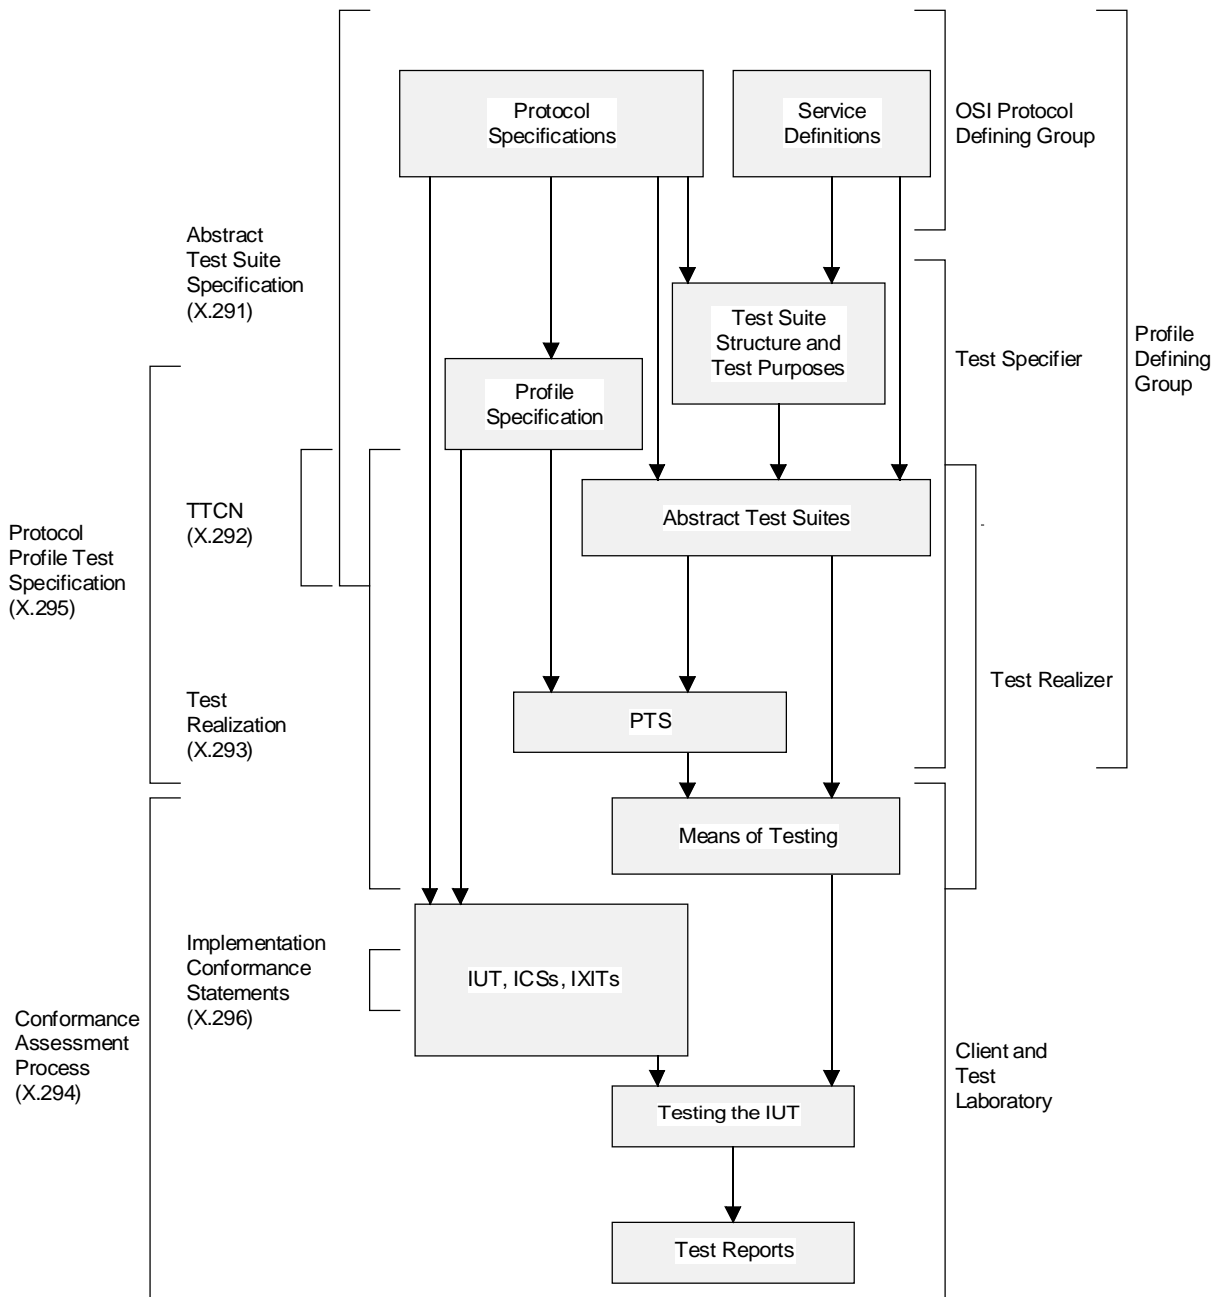 Protocol
Specifications
Service
Definitions
OSI Protocol
Defining Group
Abstract
Test Suite
Specification
(X.291)
Test Suite
Structure and
Test Purposes
Test Specifier
Profile
Defining
Group
Profile
Specification
Protocol
Profile Test
Specification
(X.295)
TTCN
(X.292)
Abstract Test Suites
Test
Realization
(X.293)
PTS
Test Realizer
Means of Testing
Implementation
Conformance
Statements
(X.296)
IUT, ICSs, IXITs
Conformance
Assessment
Process
(X.294)
Client and
Test
Laboratory
Testing the IUT
Test Reports